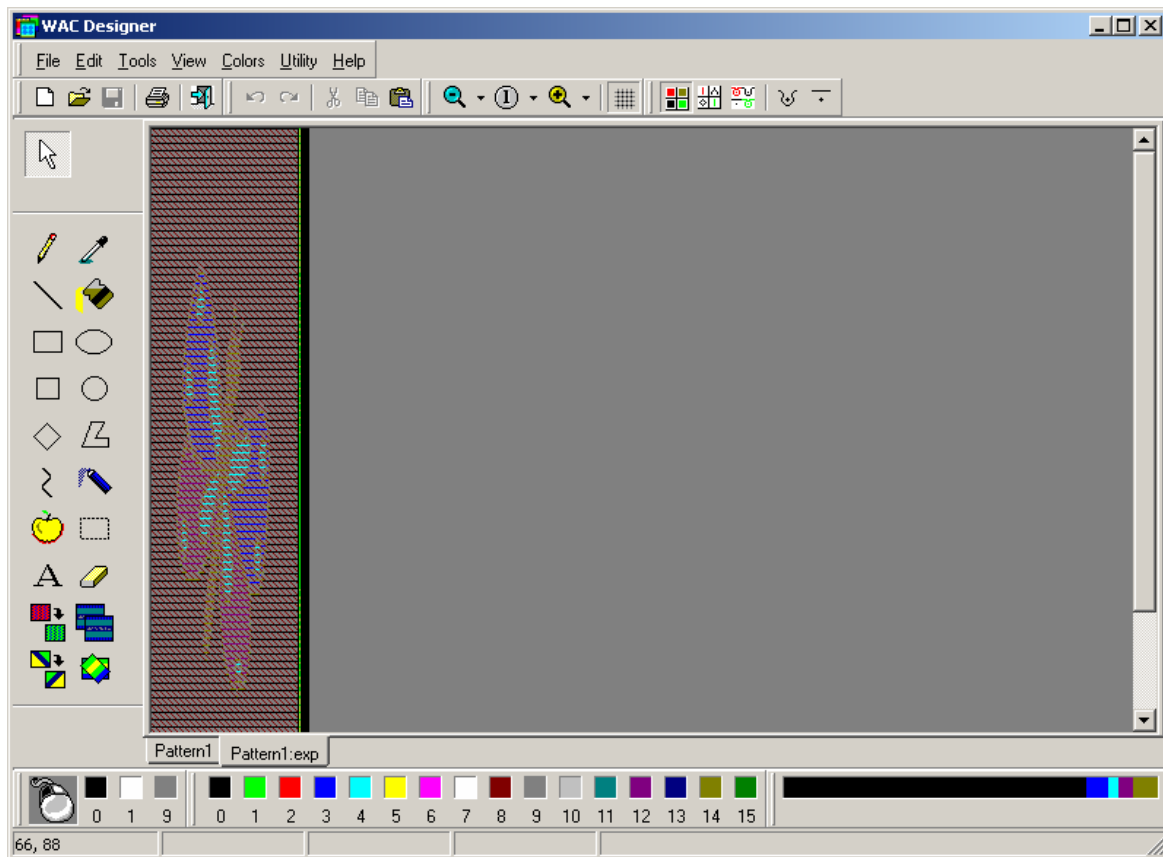 WAC Designer
File Edit Tools View Colors Utility Help
A
Pattern1 Pattern1:exp
0 1 9 0 1 2 3 4 5 6 7 8 9 10 11 12 13 14 15
66, 88